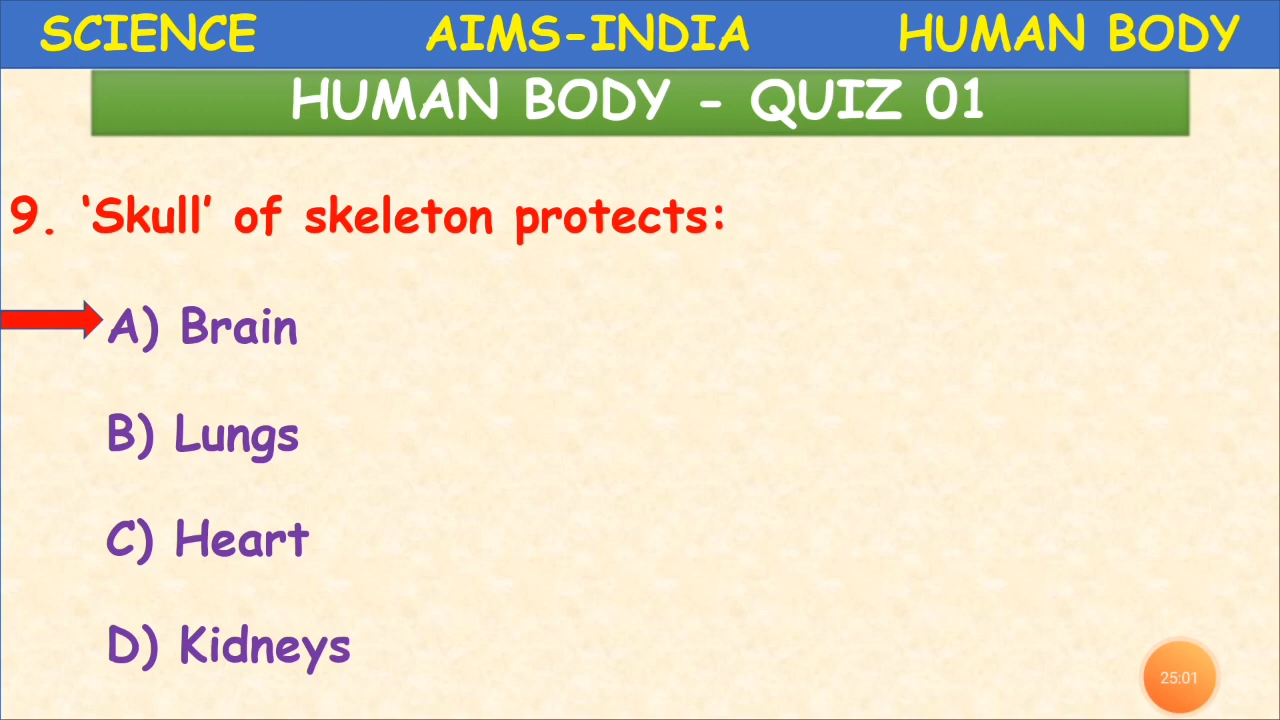 SCIENCE AIMS-INDIA HUMAN BODY
HUMAN BODY - QUIZ 01
9. ‘Skull’ of skeleton protects:
A) Brain
B) Lungs
C) Heart
D) Kidneys
25:01